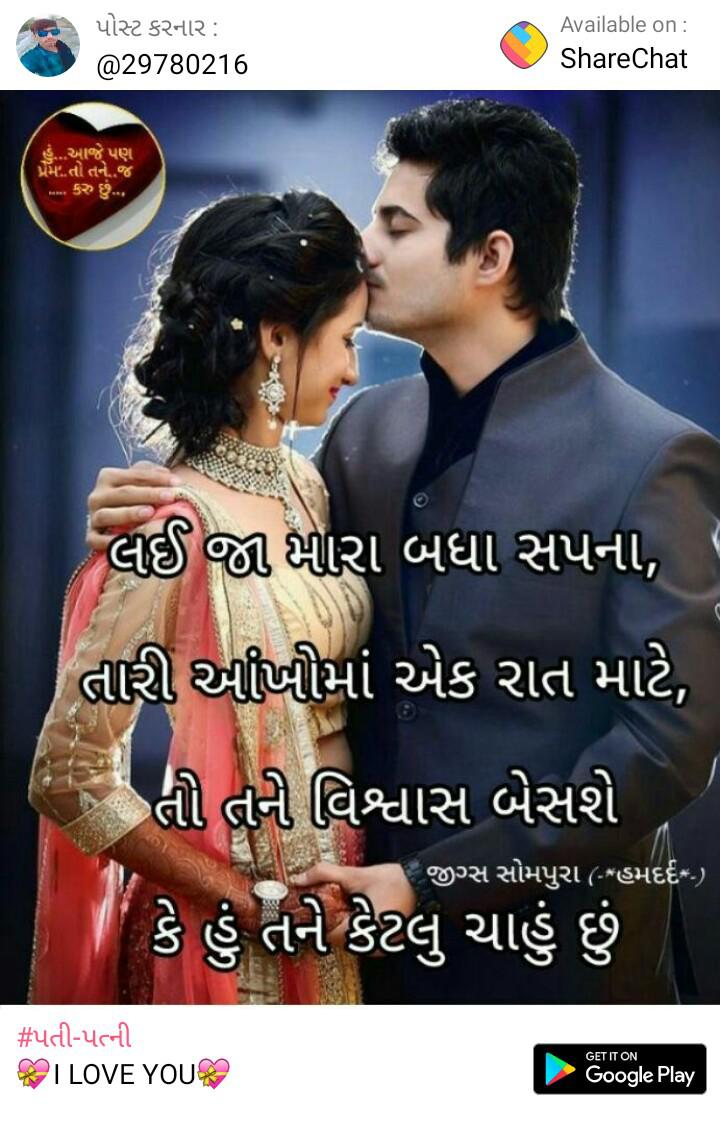 પોસ્ટ કરનાર :
@29780216
Available on :
ShareChat
હું...આજે પણ
પ્રેમ..તો તને..જ
.... કરુ છું...
લઈ જા મારા બધા સપના,
તારી આંખોમાં એક રાત માટે,
તો તને વિશ્વાસ બેસશે
જીગ્સ સોમપુરા (-*હમદર્દ*-)
કે હું તને કેટલુ ચાહું છું
#પતી-પત્ની
💝I LOVE YOU💝
GET IT ON
Google Play